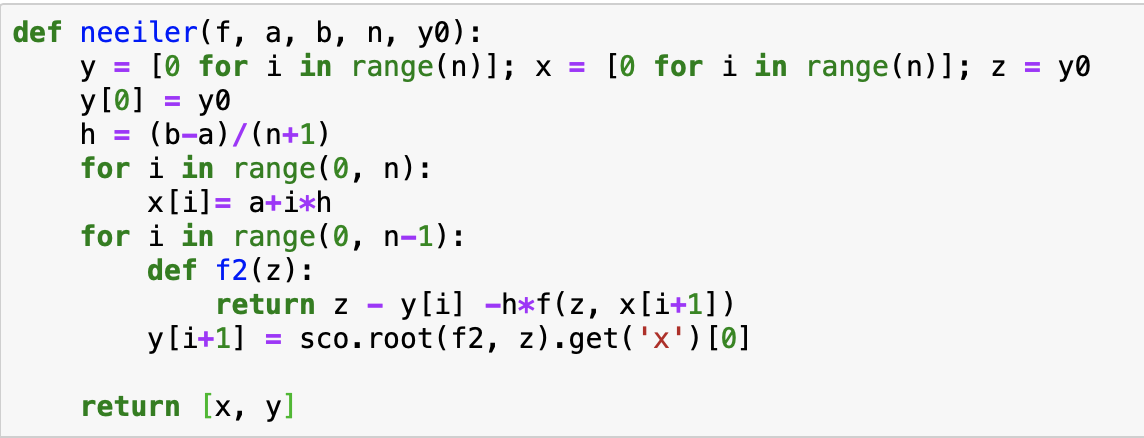 def neeiler(f, a, b, n, y0):
    y = [0 for i in range(n)]; x = [0 for i in range(n)]; z = y0
    y[0] = y0
    h = (b-a)/(n+1)
    for i in range(0, n):
        x[i]= a+i*h
    for i in range(0, n-1):
        def f2(z):
            return z - y[i] -h*f(z, x[i+1])
        y[i+1] = sco.root(f2, z).get('x')[0]
    return [x, y]